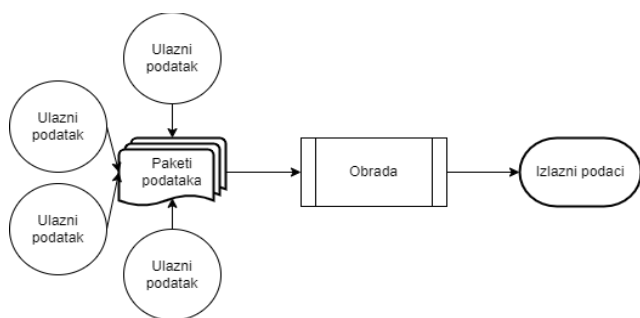 Ulazni
podatak
Ulazni
podatak
Ulazni
podatak
Ulazni
podatak
Paketi
podataka
Obrada
Izlazni podaci